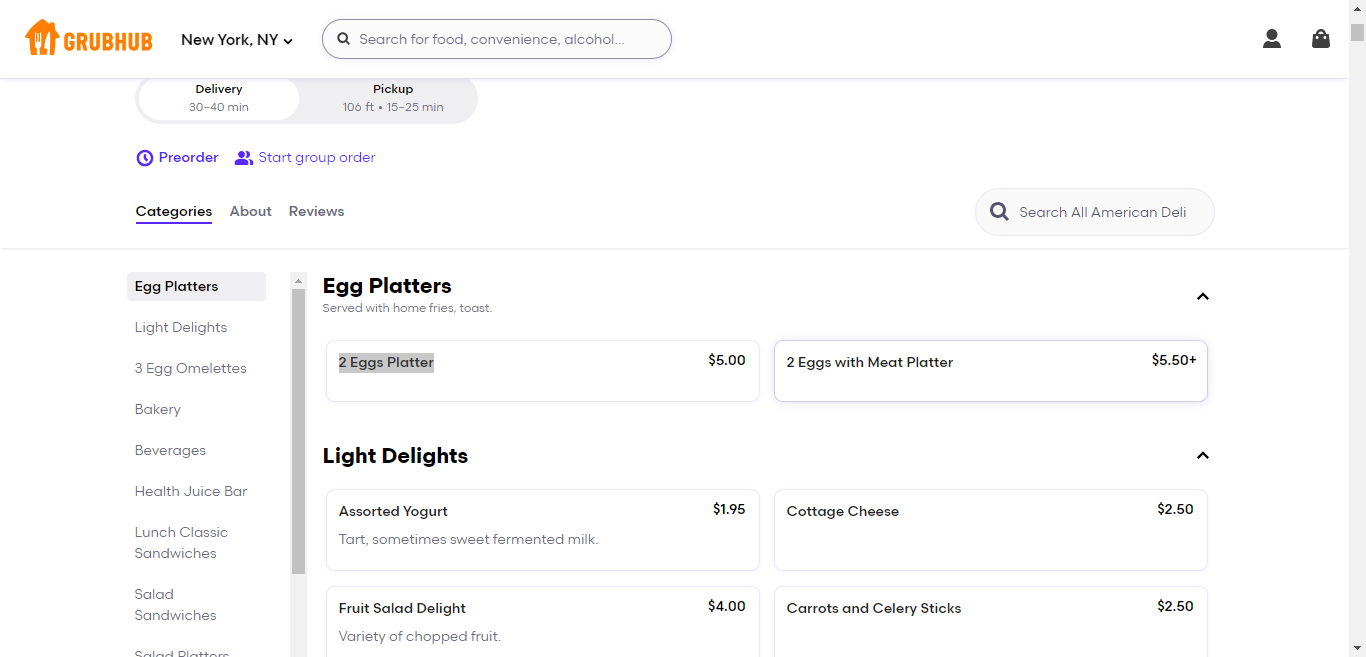 GRUBHUB
New York, NY
Search for food, convenience, alcohol...
Delivery
30–40 min
Pickup
106 ft • 15–25 min
Preorder
Start group order
Categories
About
Reviews
Search All American Deli
Egg Platters
Light Delights
3 Egg Omelettes
Bakery
Beverages
Health Juice Bar
Lunch Classic
Sandwiches
Salad
Sandwiches
Salad Platters
Egg Platters
Served with home fries, toast.
2 Eggs Platter
$5.00
2 Eggs with Meat Platter
$5.50+
Light Delights
Assorted Yogurt
$1.95
Tart, sometimes sweet fermented milk.
Cottage Cheese
$2.50
Fruit Salad Delight
$4.00
Variety of chopped fruit.
Carrots and Celery Sticks
$2.50